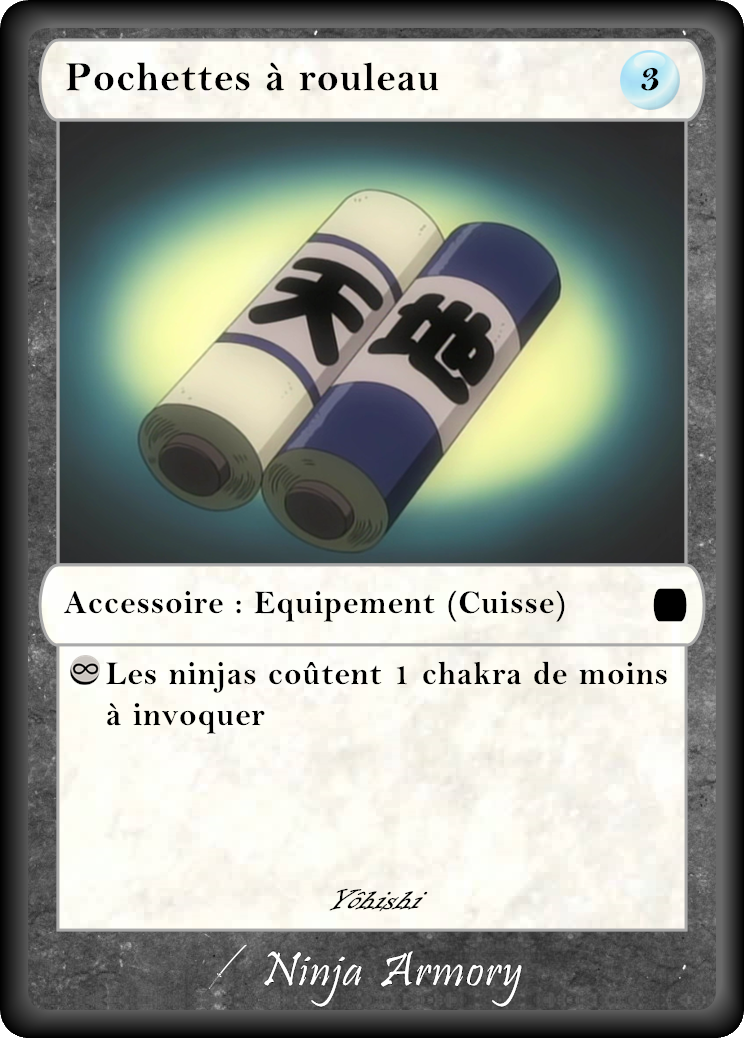 Pochettes à rouleau
3
天
地
Accessoire : Equipement (Cuisse)
∞ Les ninjas coûtent 1 chakra de moins
à invoquer
Yôhishi
Ninja Armory